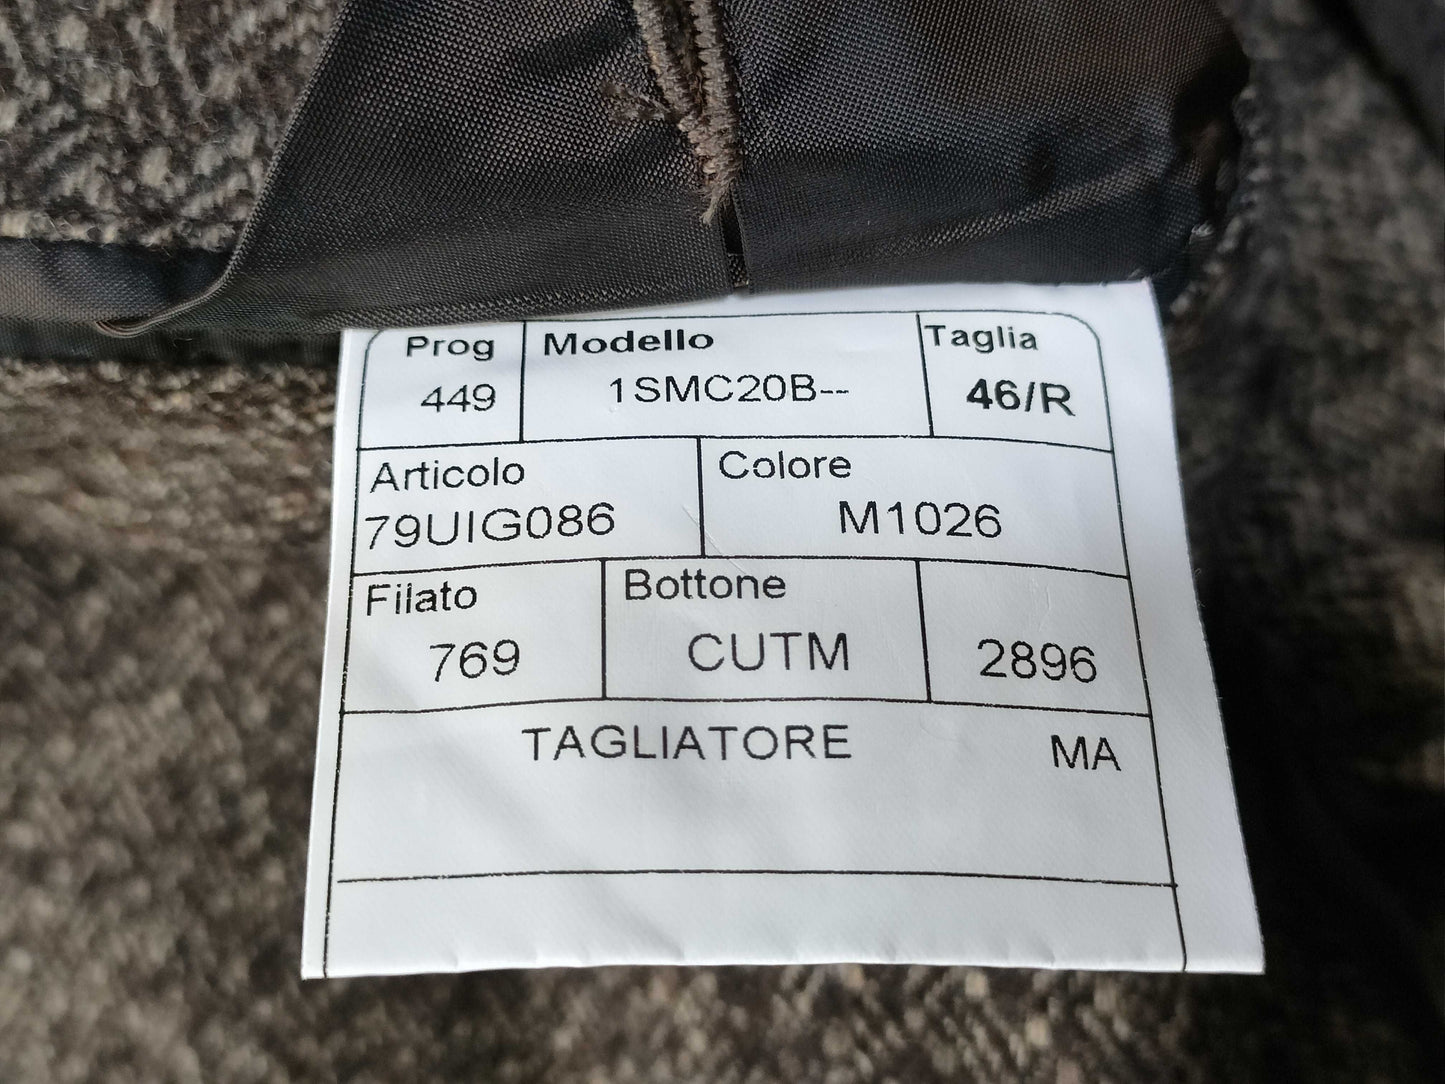 Prog Modello Taglia
449 1SMC20B-- 46/R
Articolo Colore
79UIG086 M1026
Filato Bottone
769 CUTM 2896
TAGLIATORE MA